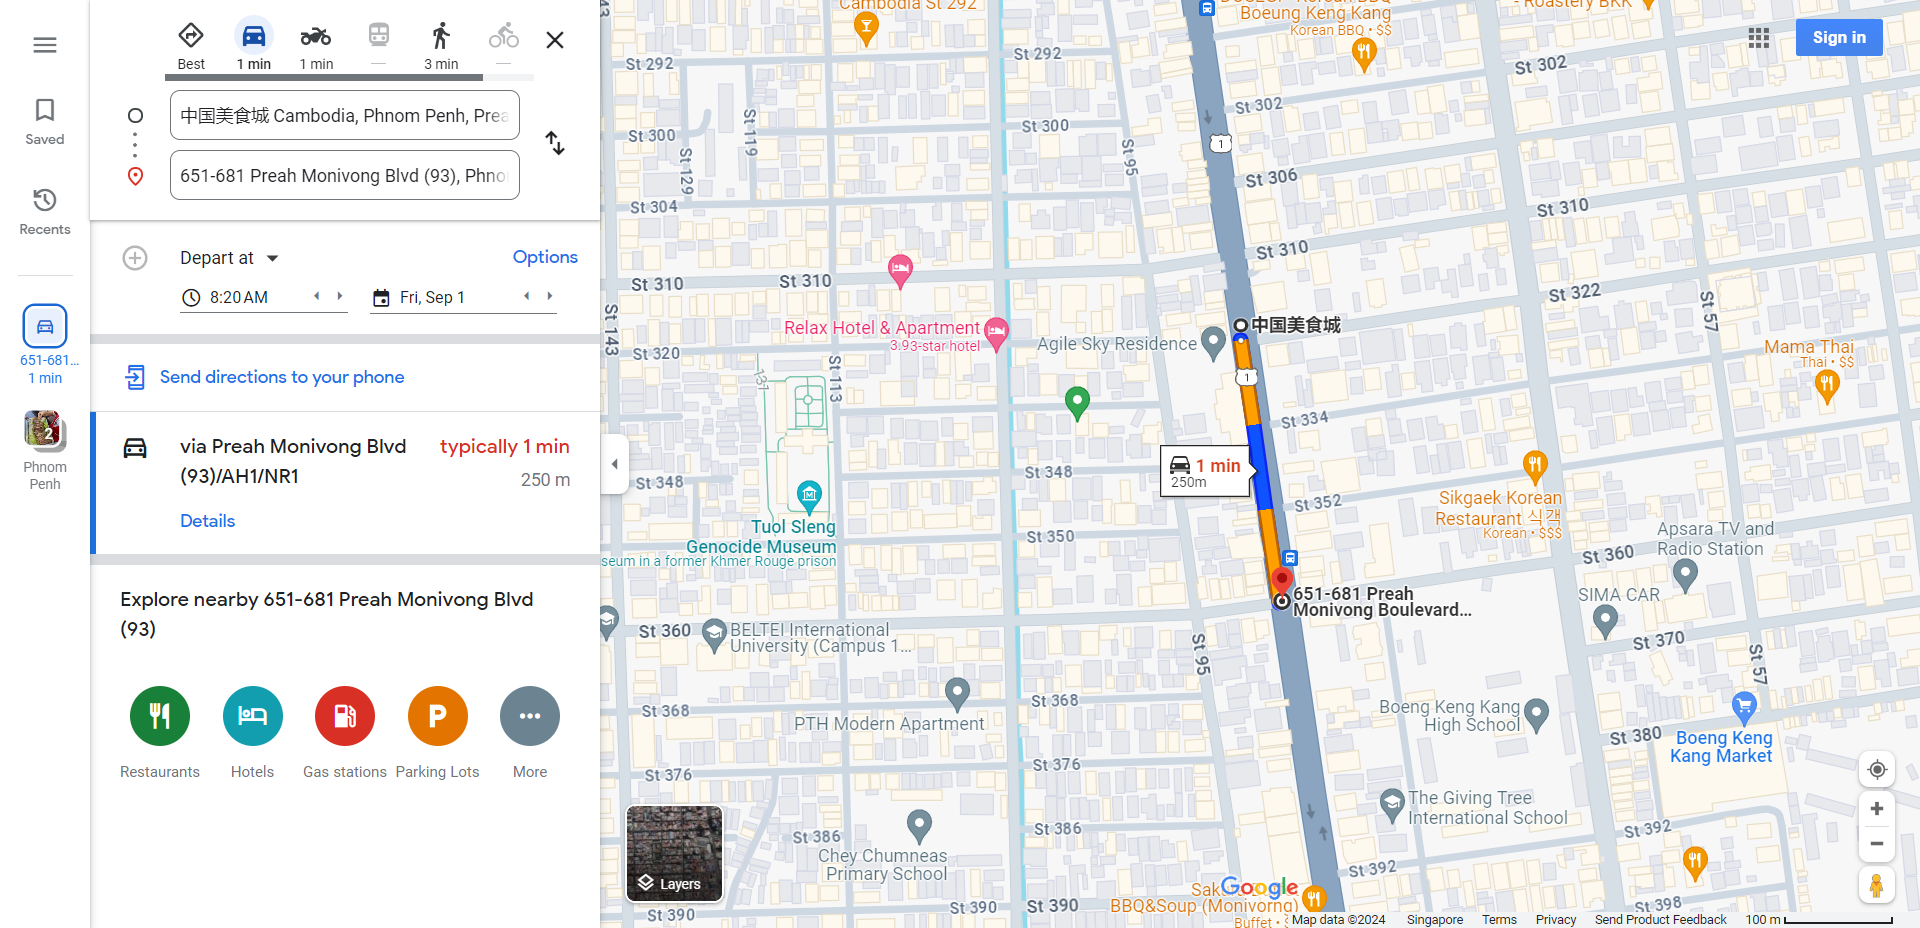 Best
1 min
1 min
—
3 min
—
Sign in
Saved
Recents
651-681...
1 min
2
Phnom
Penh
中国美食城 Cambodia, Phnom Penh, Prea
651-681 Preah Monivong Blvd (93), Phno
Depart at
Options
8:20 AM
Fri, Sep 1
Send directions to your phone
via Preah Monivong Blvd
(93)/AH1/NR1
typically 1 min
250 m
Details
Explore nearby 651-681 Preah Monivong Blvd
(93)
Restaurants
Hotels
Gas stations
Parking Lots
More
Cambodia St 292
Boeung Keng Kang
Korean BBQ • $$
- Roastery BKK
St 292
St 292
St 302
St 302
St 300
St 300
St 119
St 129
St 95
St 306
St 304
St 310
St 310
St 310
St 310
St 322
St 57
St 143
1
Relax Hotel & Apartment
3.93-star hotel
Agile Sky Residence
中国美食城
St 320
131
St 113
1
St 334
Mama Thai
Thai • $$
1 min
250m
St 348
St 348
St 352
Sikgaek Korean
Restaurant 식객
Korean • $$$
Tuol Sleng
Genocide Museum
seum in a former Khmer Rouge prison
St 350
Apsara TV and
Radio Station
St 360
SIMA CAR
651-681 Preah
Monivong Boulevard...
St 360
BELTEI International
University (Campus 1...
St 95
St 370
St 57
St 368
St 368
PTH Modern Apartment
Boeng Keng Kang
High School
St 380
Boeng Keng
Kang Market
St 376
St 376
The Giving Tree
International School
St 386
St 386
St 392
St 392
Chey Chumneas
Primary School
Layers
St 390
St 390
St 390
Sak
Google
BBQ&Soup (Monivorng)
Buffet •
St 398
Map data ©2024
Singapore
Terms
Privacy
Send Product Feedback
100 m